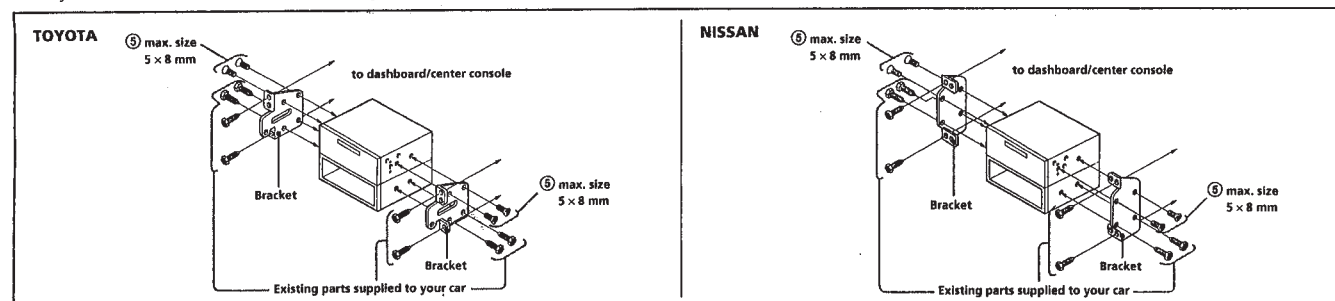 TOYOTA
⑤ max. size
5 × 8 mm
to dashboard/center console
Bracket
⑤ max. size
5 × 8 mm
Bracket
Existing parts supplied to your car
NISSAN
⑤ max. size
5 × 8 mm
to dashboard/center console
Bracket
⑤ max. size
5 × 8 mm
Bracket
Existing parts supplied to your car